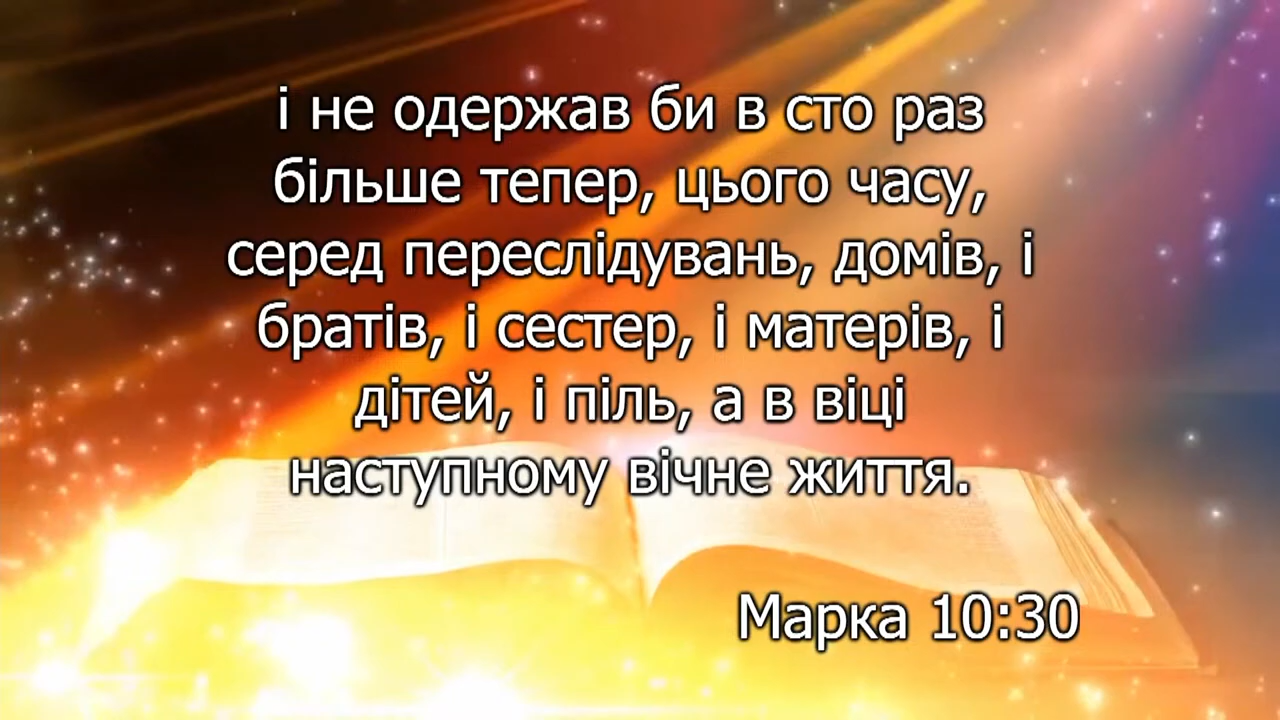 і не одержав би в сто раз
більше тепер, цього часу,
серед переслідувань, домів, і
братів, і сестер, і матерів, і
дітей, і піль, а в віці
наступному вічне життя.
Марка 10:30